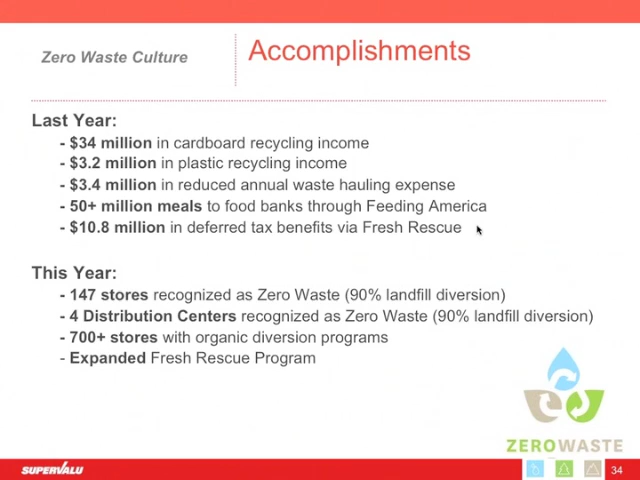 Zero Waste Culture
Accomplishments
Last Year:
- $34 million in cardboard recycling income
- $3.2 million in plastic recycling income
- $3.4 million in reduced annual waste hauling expense
- 50+ million meals to food banks through Feeding America
- $10.8 million in deferred tax benefits via Fresh Rescue
This Year:
- 147 stores recognized as Zero Waste (90% landfill diversion)
- 4 Distribution Centers recognized as Zero Waste (90% landfill diversion)
- 700+ stores with organic diversion programs
- Expanded Fresh Rescue Program
ZEROWASTE
SUPERVALU
34